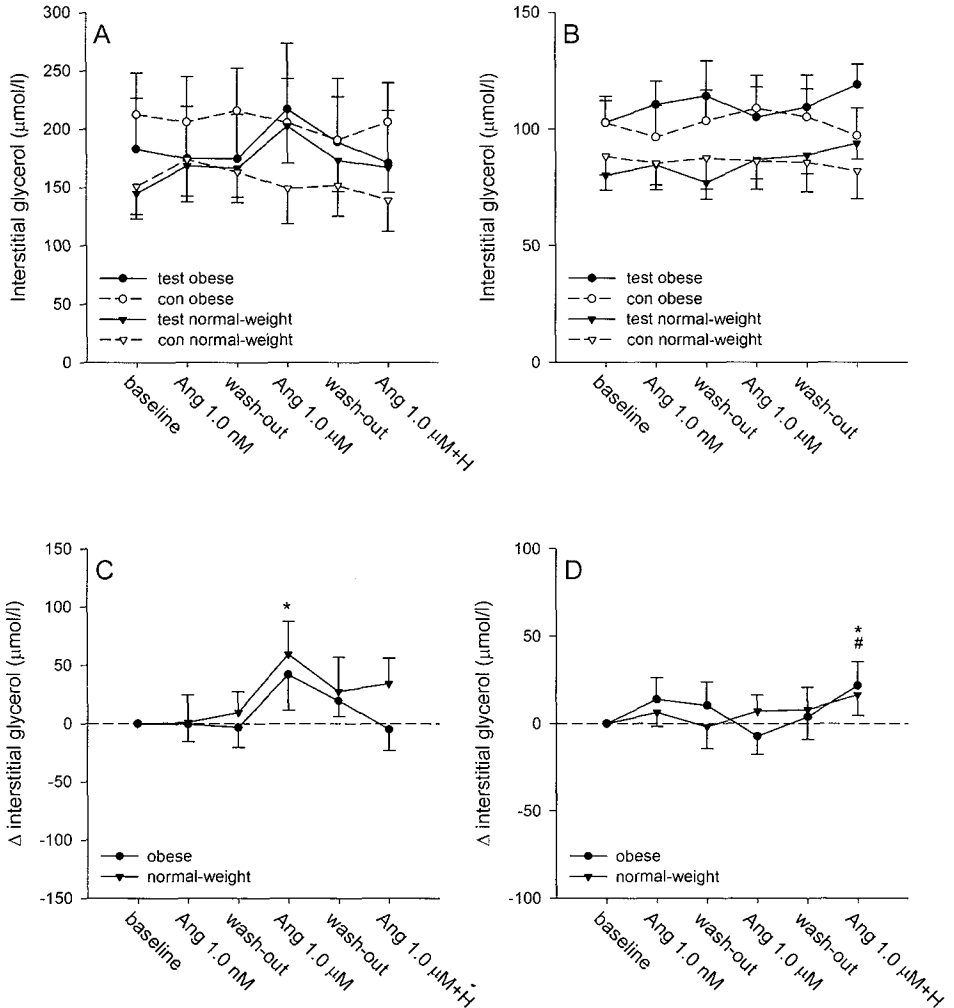 A
Interstitial glycerol (μmol/l)
300
250
200
150
100
50
0
test obese
con obese
test normal-weight
con normal-weight
baseline
Ang 1.0 nM
wash-out
Ang 1.0 μM
wash-out
Ang 1.0 μM+H
B
Interstitial glycerol (μmol/l)
150
100
50
0
test obese
con obese
test normal-weight
con normal-weight
baseline
Ang 1.0 nM
wash-out
Ang 1.0 μM
wash-out
C
Δ interstitial glycerol (μmol/l)
150
100
50
0
-50
-100
-150
*
obese
normal-weight
baseline
Ang 1.0 nM
wash-out
Ang 1.0 μM
wash-out
Ang 1.0 μM+H
D
Δ interstitial glycerol (μmol/l)
100
50
0
-50
-100
*
#
obese
normal-weight
baseline
Ang 1.0 nM
wash-out
Ang 1.0 μM
wash-out
Ang 1.0 μM+H